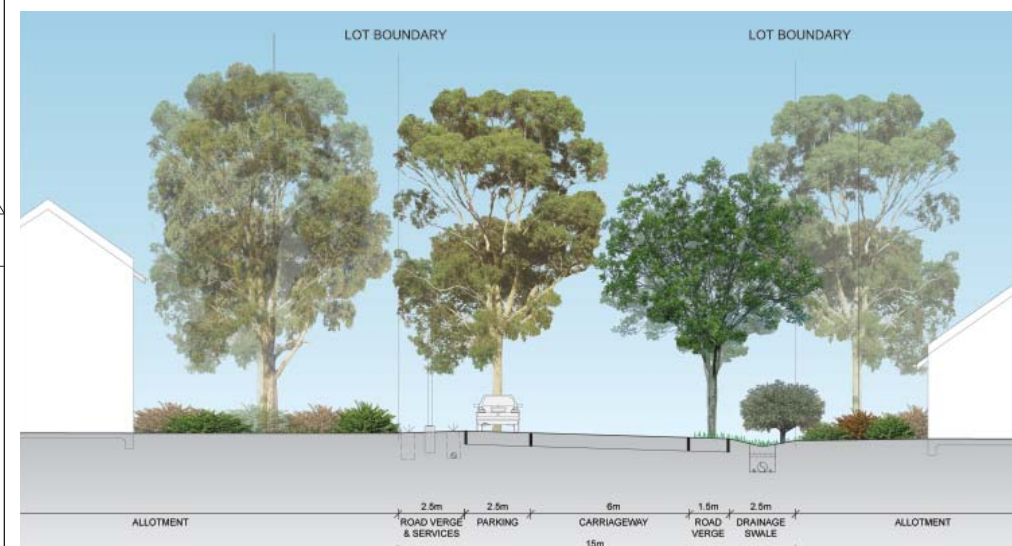 LOT BOUNDARY LOT BOUNDARY
2.5m 2.5m 6m 1.5m 2.5m
ALLOTMENT ROAD VERGE PARKING CARRIAGEWAY ROAD DRAINAGE ALLOTMENT
& SERVICES VERGE SWALE
15m